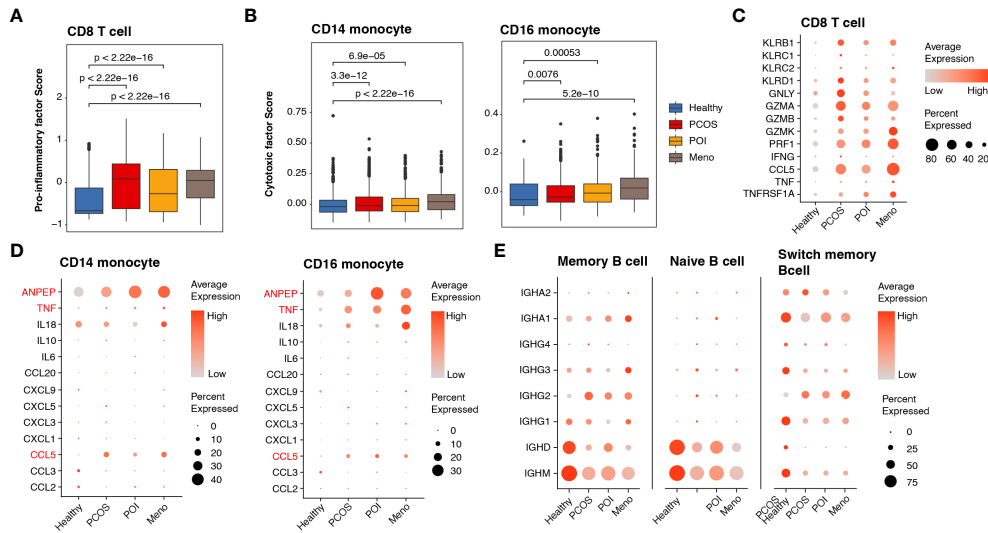 A
CD8 T cell
Pro-inflammatory factor Score
2
1
0
−1
p < 2.22e−16
p < 2.22e−16
p < 2.22e−16
B
CD14 monocyte
Cytotoxic factor Score
0.75
0.50
0.25
0.00
6.9e−05
3.3e−12
p < 2.22e−16
CD16 monocyte
0.4
0.2
0.0
0.00053
0.0076
5.2e−10
Healthy
PCOS
POI
Meno
C
CD8 T cell
KLRB1
KLRC1
KLRC2
KLRD1
GNLY
GZMA
GZMB
GZMK
PRF1
IFNG
CCL5
TNF
TNFRSF1A
Healthy
PCOS
POI
Meno
Average
Expression
Low High
Percent
Expressed
80 60 40 20
D
CD14 monocyte
ANPEP
TNF
IL18
IL10
IL6
CCL20
CXCL9
CXCL5
CXCL3
CXCL1
CCL5
CCL3
CCL2
Healthy
PCOS
POI
Meno
Average
Expression
High
Low
Percent
Expressed
0
10
20
30
40
CD16 monocyte
ANPEP
TNF
IL18
IL10
IL6
CCL20
CXCL9
CXCL5
CXCL3
CXCL1
CCL5
CCL3
CCL2
Healthy
PCOS
POI
Meno
Average
Expression
High
Low
Percent
Expressed
0
10
20
30
E
Memory B cell
Naive B cell
Switch memory
Bcell
IGHA2
IGHA1
IGHG4
IGHG3
IGHG2
IGHG1
IGHD
IGHM
Healthy
PCOS
POI
Meno
Healthy
POI
Meno
PCOS
Healthy
PCOS
POI
Meno
Average
Expression
High
Low
Percent
Expressed
0
25
50
75